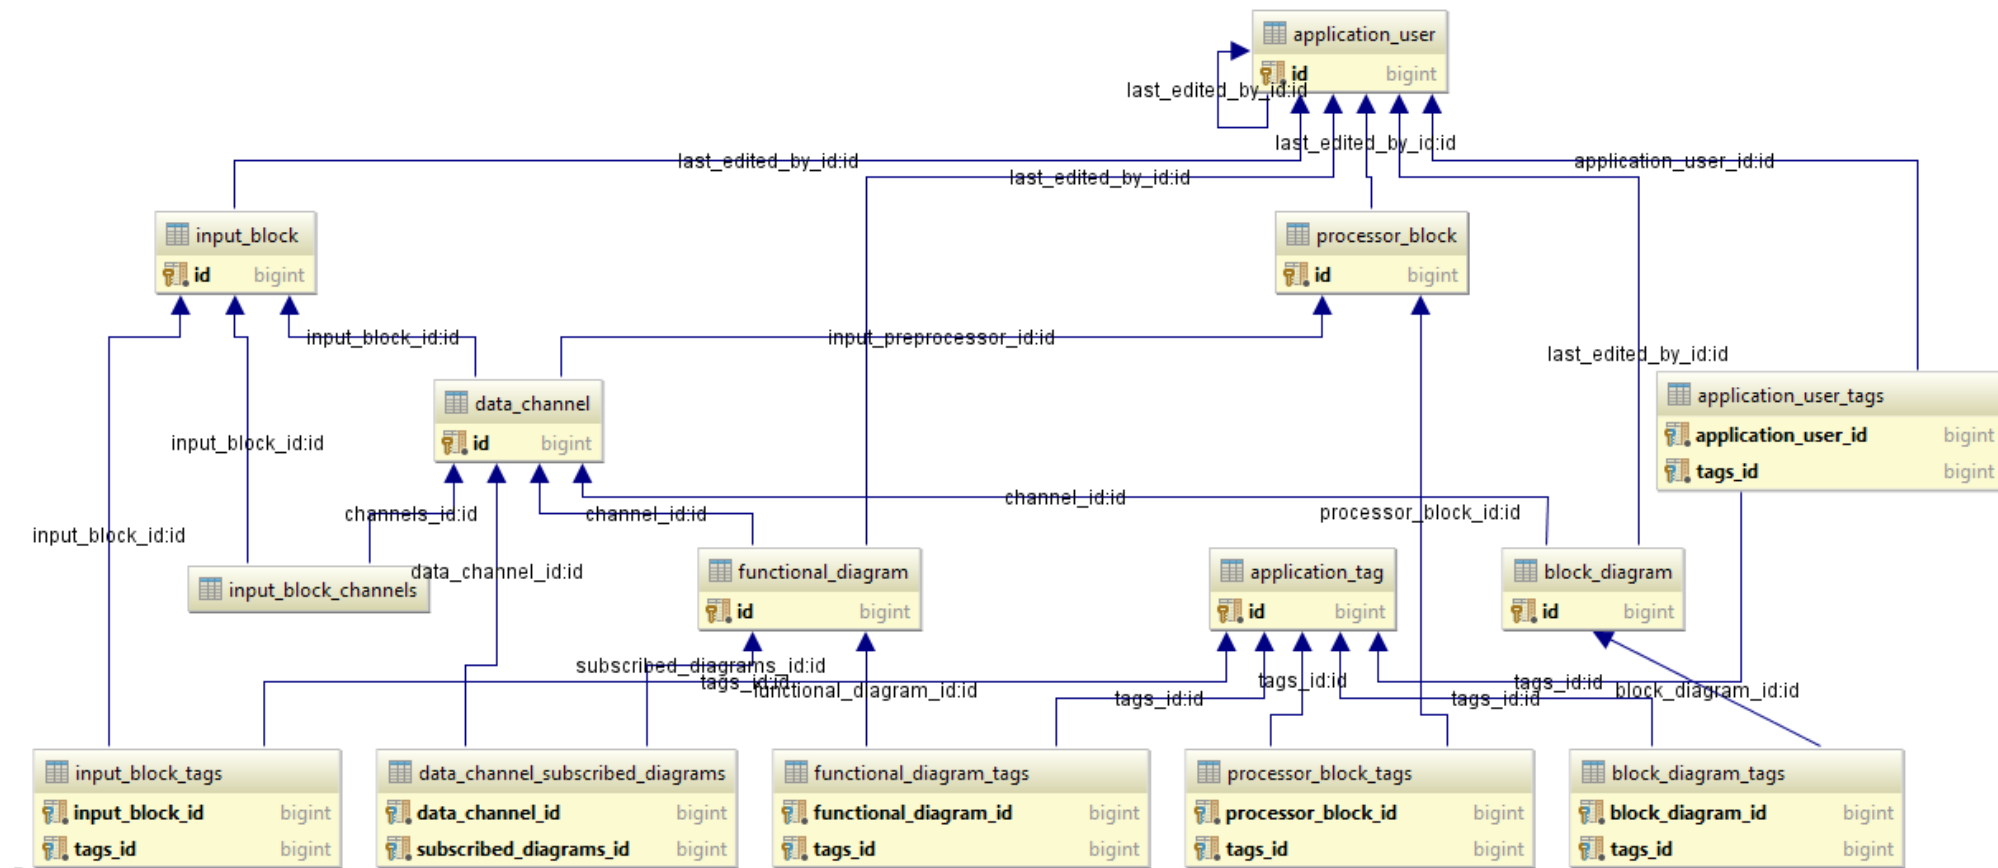 application_user
id bigint
last_edited_by_id:id
last_edited_by_id:id
last_edited_by_id:id
application_user_id:id
last_edited_by_id:id
input_block
id bigint
processor_block
id bigint
input_block_id:id
input_preprocessor_id:id
last_edited_by_id:id
data_channel
id bigint
application_user_tags
application_user_id bigint
tags_id bigint
input_block_id:id
channel_id:id
channels_id:id
channel_id:id
processor_block_id:id
input_block_id:id
data_channel_id:id
input_block_channels
functional_diagram
id bigint
application_tag
id bigint
block_diagram
id bigint
subscribed_diagrams_id:id
tags_id:id
functional_diagram_id:id
tags_id:id
tags_id:id
tags_id:id
tags_id:id
block_diagram_id:id
input_block_tags
input_block_id bigint
tags_id bigint
data_channel_subscribed_diagrams
data_channel_id bigint
subscribed_diagrams_id bigint
functional_diagram_tags
functional_diagram_id bigint
tags_id bigint
processor_block_tags
processor_block_id bigint
tags_id bigint
block_diagram_tags
block_diagram_id bigint
tags_id bigint